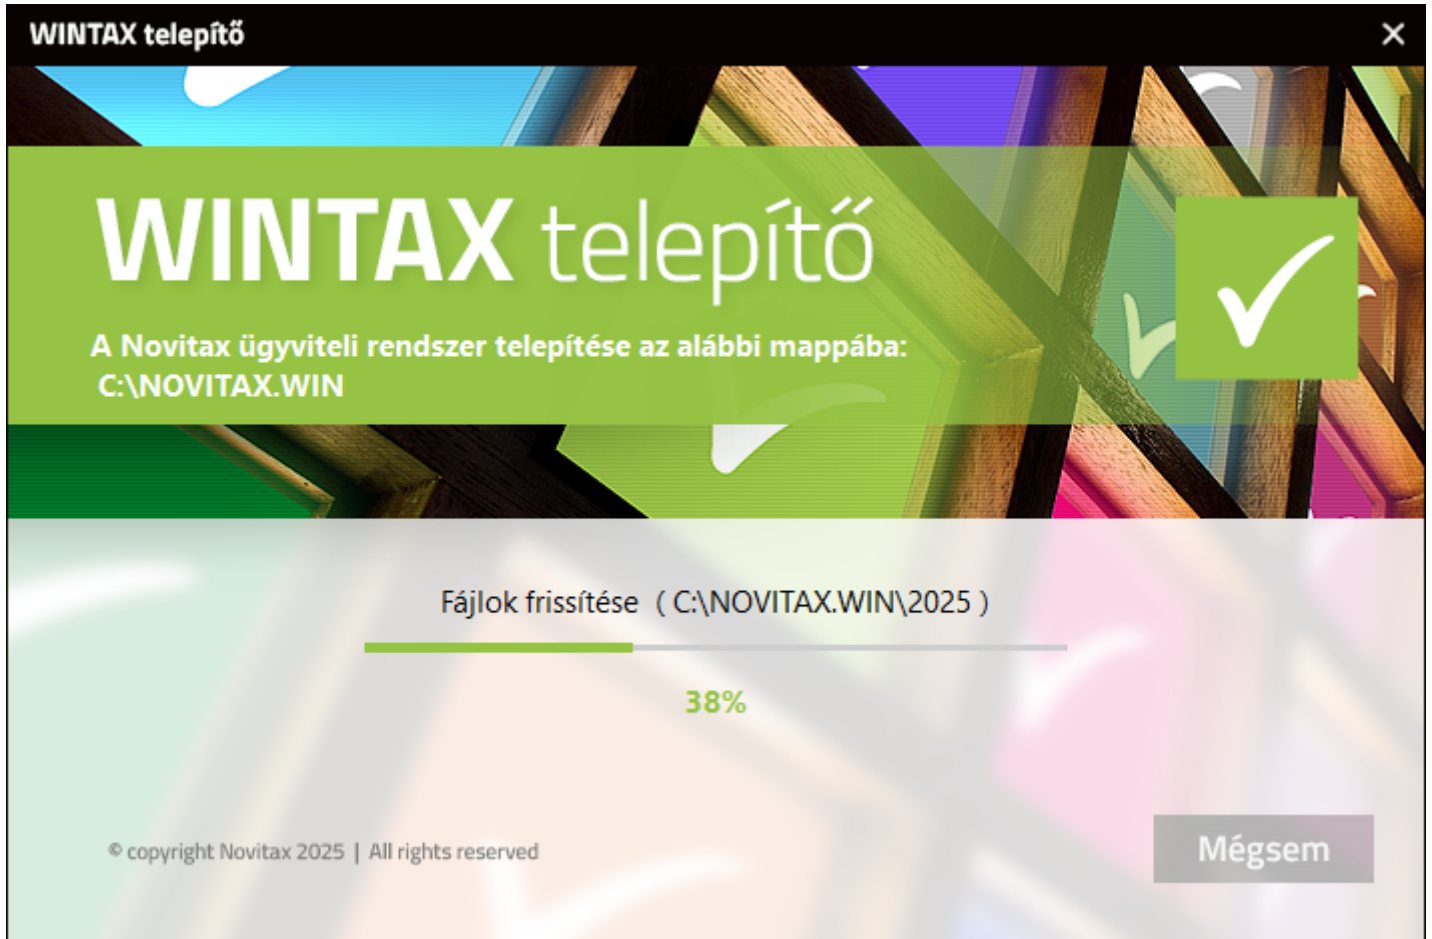 WINTAX telepítő
WINTAX telepítő
A Novitax ügyviteli rendszer telepítése az alábbi mappába:
C:\NOVITAX.WIN
Fájlok frissítése ( C:\NOVITAX.WIN\2025 )
38%
© copyright Novitax 2025 | All rights reserved
Mégsem